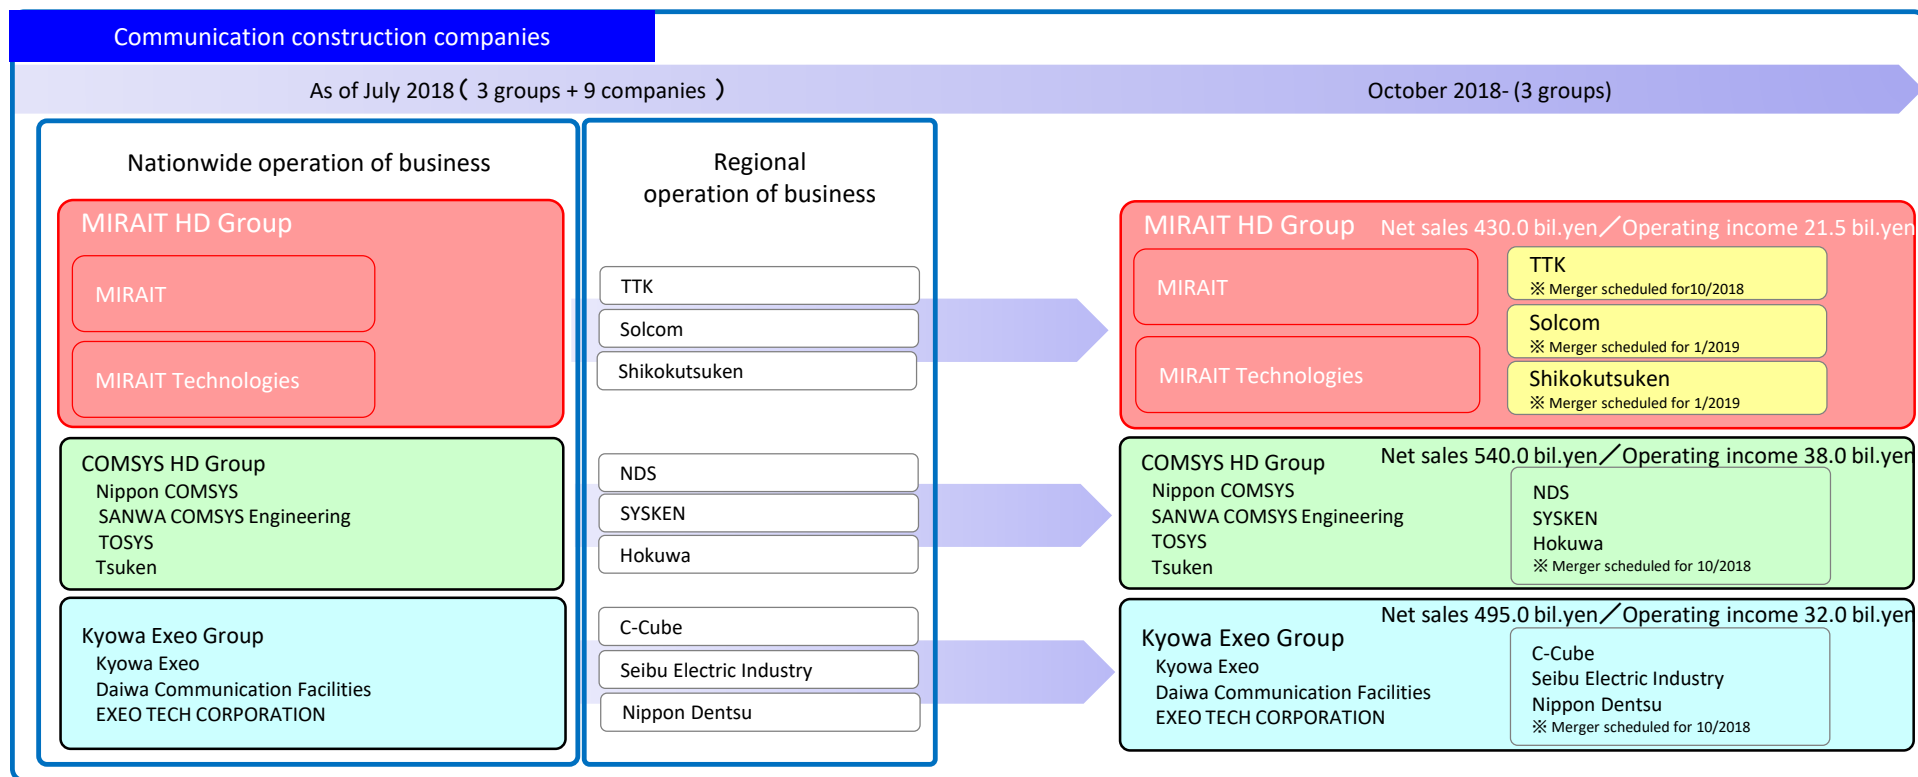 Communication construction companies
As of July 2018 ( 3 groups + 9 companies )
October 2018- (3 groups)
Nationwide operation of business
Regional
operation of business
MIRAIT HD Group
MIRAIT
MIRAIT Technologies
TTK
Solcom
Shikokutsuken
MIRAIT HD Group
Net sales 430.0 bil.yen／Operating income 21.5 bil.yen
MIRAIT
MIRAIT Technologies
TTK
※ Merger scheduled for10/2018
Solcom
※ Merger scheduled for 1/2019
Shikokutsuken
※ Merger scheduled for 1/2019
COMSYS HD Group
Nippon COMSYS
SANWA COMSYS Engineering
TOSYS
Tsuken
NDS
SYSKEN
Hokuwa
COMSYS HD Group
Net sales 540.0 bil.yen／Operating income 38.0 bil.yen
Nippon COMSYS
SANWA COMSYS Engineering
TOSYS
Tsuken
NDS
SYSKEN
Hokuwa
※ Merger scheduled for 10/2018
Kyowa Exeo Group
Kyowa Exeo
Daiwa Communication Facilities
EXEO TECH CORPORATION
C-Cube
Seibu Electric Industry
Nippon Dentsu
Net sales 495.0 bil.yen／Operating income 32.0 bil.yen
Kyowa Exeo Group
Kyowa Exeo
Daiwa Communication Facilities
EXEO TECH CORPORATION
C-Cube
Seibu Electric Industry
Nippon Dentsu
※ Merger scheduled for 10/2018